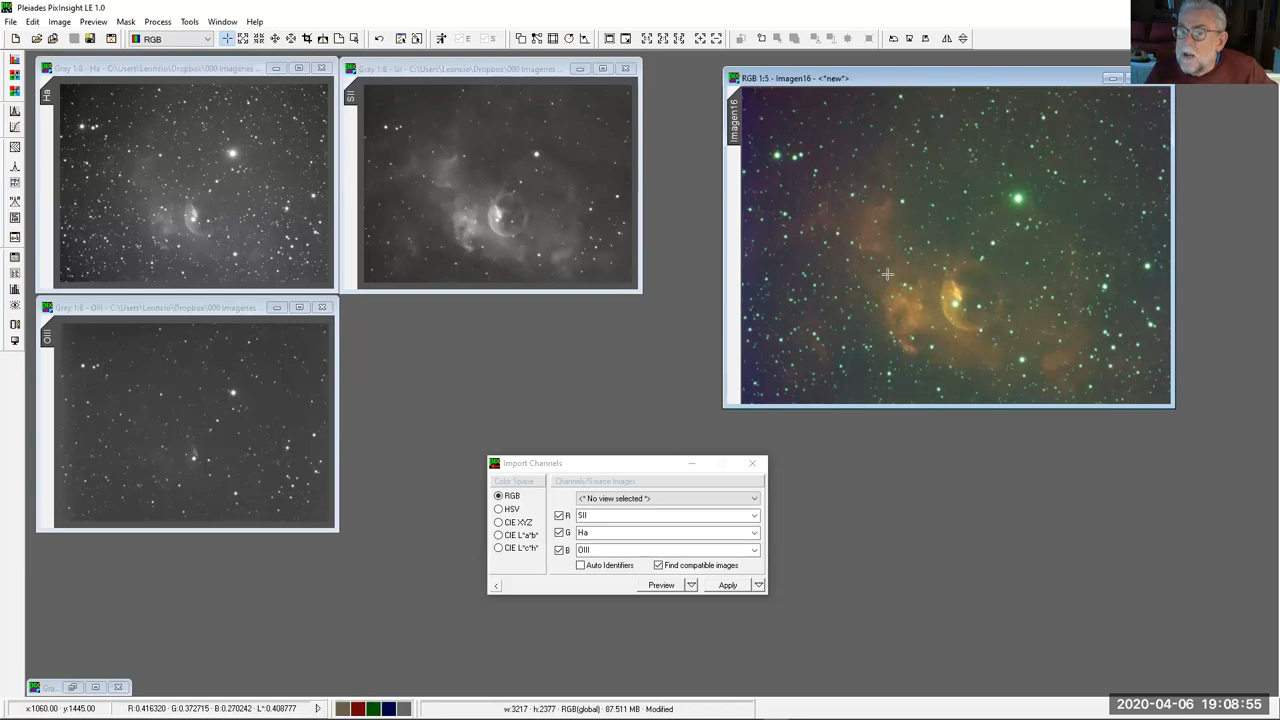 Pleiades PixInsight LE 1.0
File Edit Image Preview Mask Process Tools Window Help
RGB
Gray 1:8 - Ha - C:\Users\Leoncio\Dropbox\000 Imagenes ...
Ha
Gray 1:8 - SII - C:\Users\Leoncio\Dropbox\000 Imagenes ...
SII
RGB 1:5 - Imagen16 - <*new*>
Imagen16
Gray 1:8 - OIII - C:\Users\Leoncio\Dropbox\000 Imagenes ...
OIII
Import Channels
Color Space
RGB
HSV
CIE XYZ
CIE L*a*b*
CIE L*c*h*
Channels/Source Images
<* No view selected *>
R SII
G Ha
B OIII
Auto Identifiers Find compatible images
Preview Apply
Gra...
x:1060.00 y:1445.00 R:0.416320 G:0.372715 B:0.270242 L*:0.408777 w:3217 h:2377 RGB(global) 87.511 MB Modified
2020-04-06 19:08:55